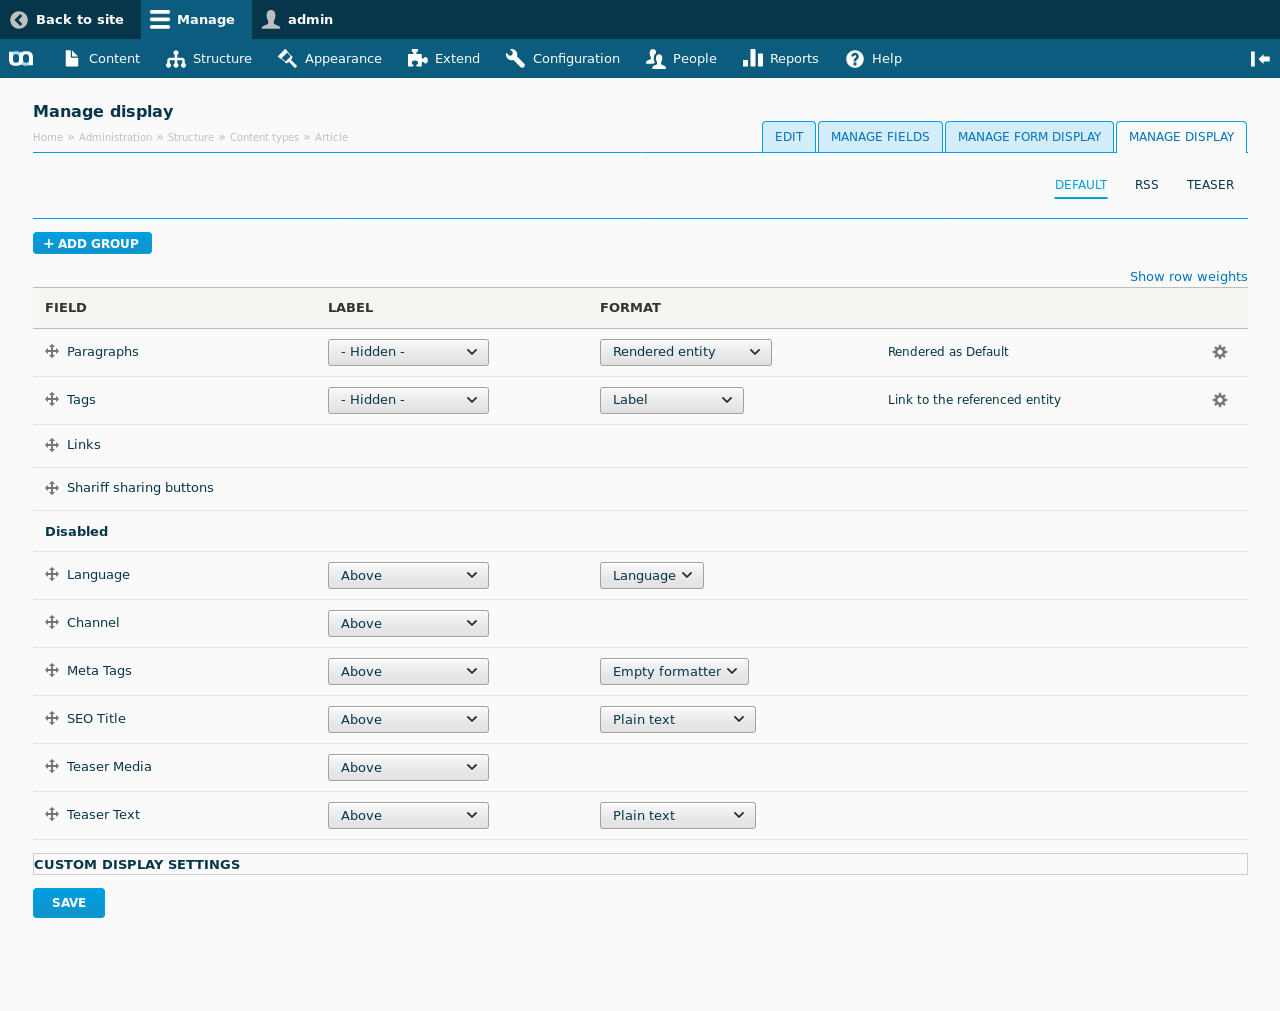 Back to site Manage admin
Content Structure Appearance Extend Configuration People Reports Help
Manage display
Home » Administration » Structure » Content types » Article
EDIT MANAGE FIELDS MANAGE FORM DISPLAY MANAGE DISPLAY
DEFAULT RSS TEASER
+ ADD GROUP
Show row weights
FIELD LABEL FORMAT
Paragraphs - Hidden - Rendered entity Rendered as Default
Tags - Hidden - Label Link to the referenced entity
Links
Shariff sharing buttons
Disabled
Language Above Language
Channel Above
Meta Tags Above Empty formatter
SEO Title Above Plain text
Teaser Media Above
Teaser Text Above Plain text
CUSTOM DISPLAY SETTINGS
SAVE